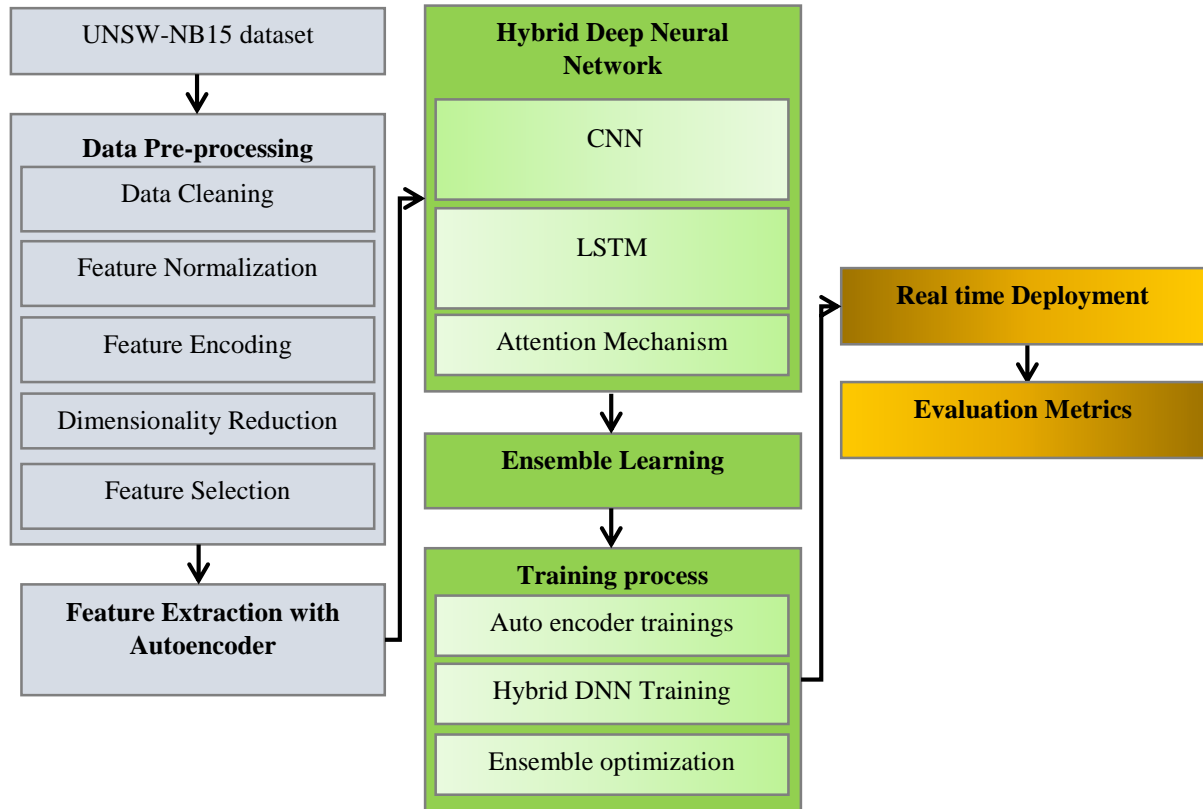 UNSW-NB15 dataset
Data Pre-processing
Data Cleaning
Feature Normalization
Feature Encoding
Dimensionality Reduction
Feature Selection
Feature Extraction with
Autoencoder
Hybrid Deep Neural
Network
CNN
LSTM
Attention Mechanism
Ensemble Learning
Training process
Auto encoder trainings
Hybrid DNN Training
Ensemble optimization
Real time Deployment
Evaluation Metrics